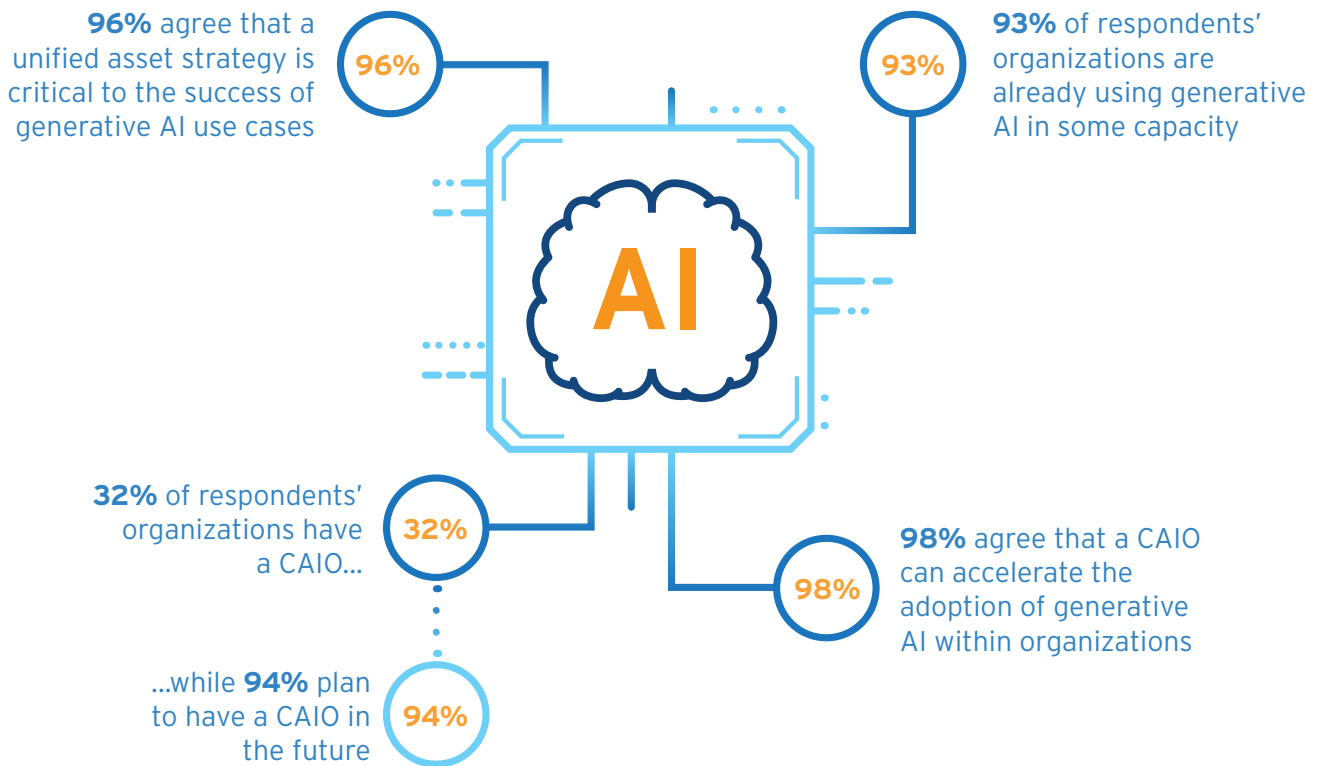 96% agree that a
unified asset strategy is
critical to the success of
generative AI use cases
96%
93%
93% of respondents’
organizations are
already using generative
AI in some capacity
AI
32% of respondents’
organizations have
a CAIO...
32%
98%
98% agree that a CAIO
can accelerate the
adoption of generative
AI within organizations
...while 94% plan
to have a CAIO in
the future
94%